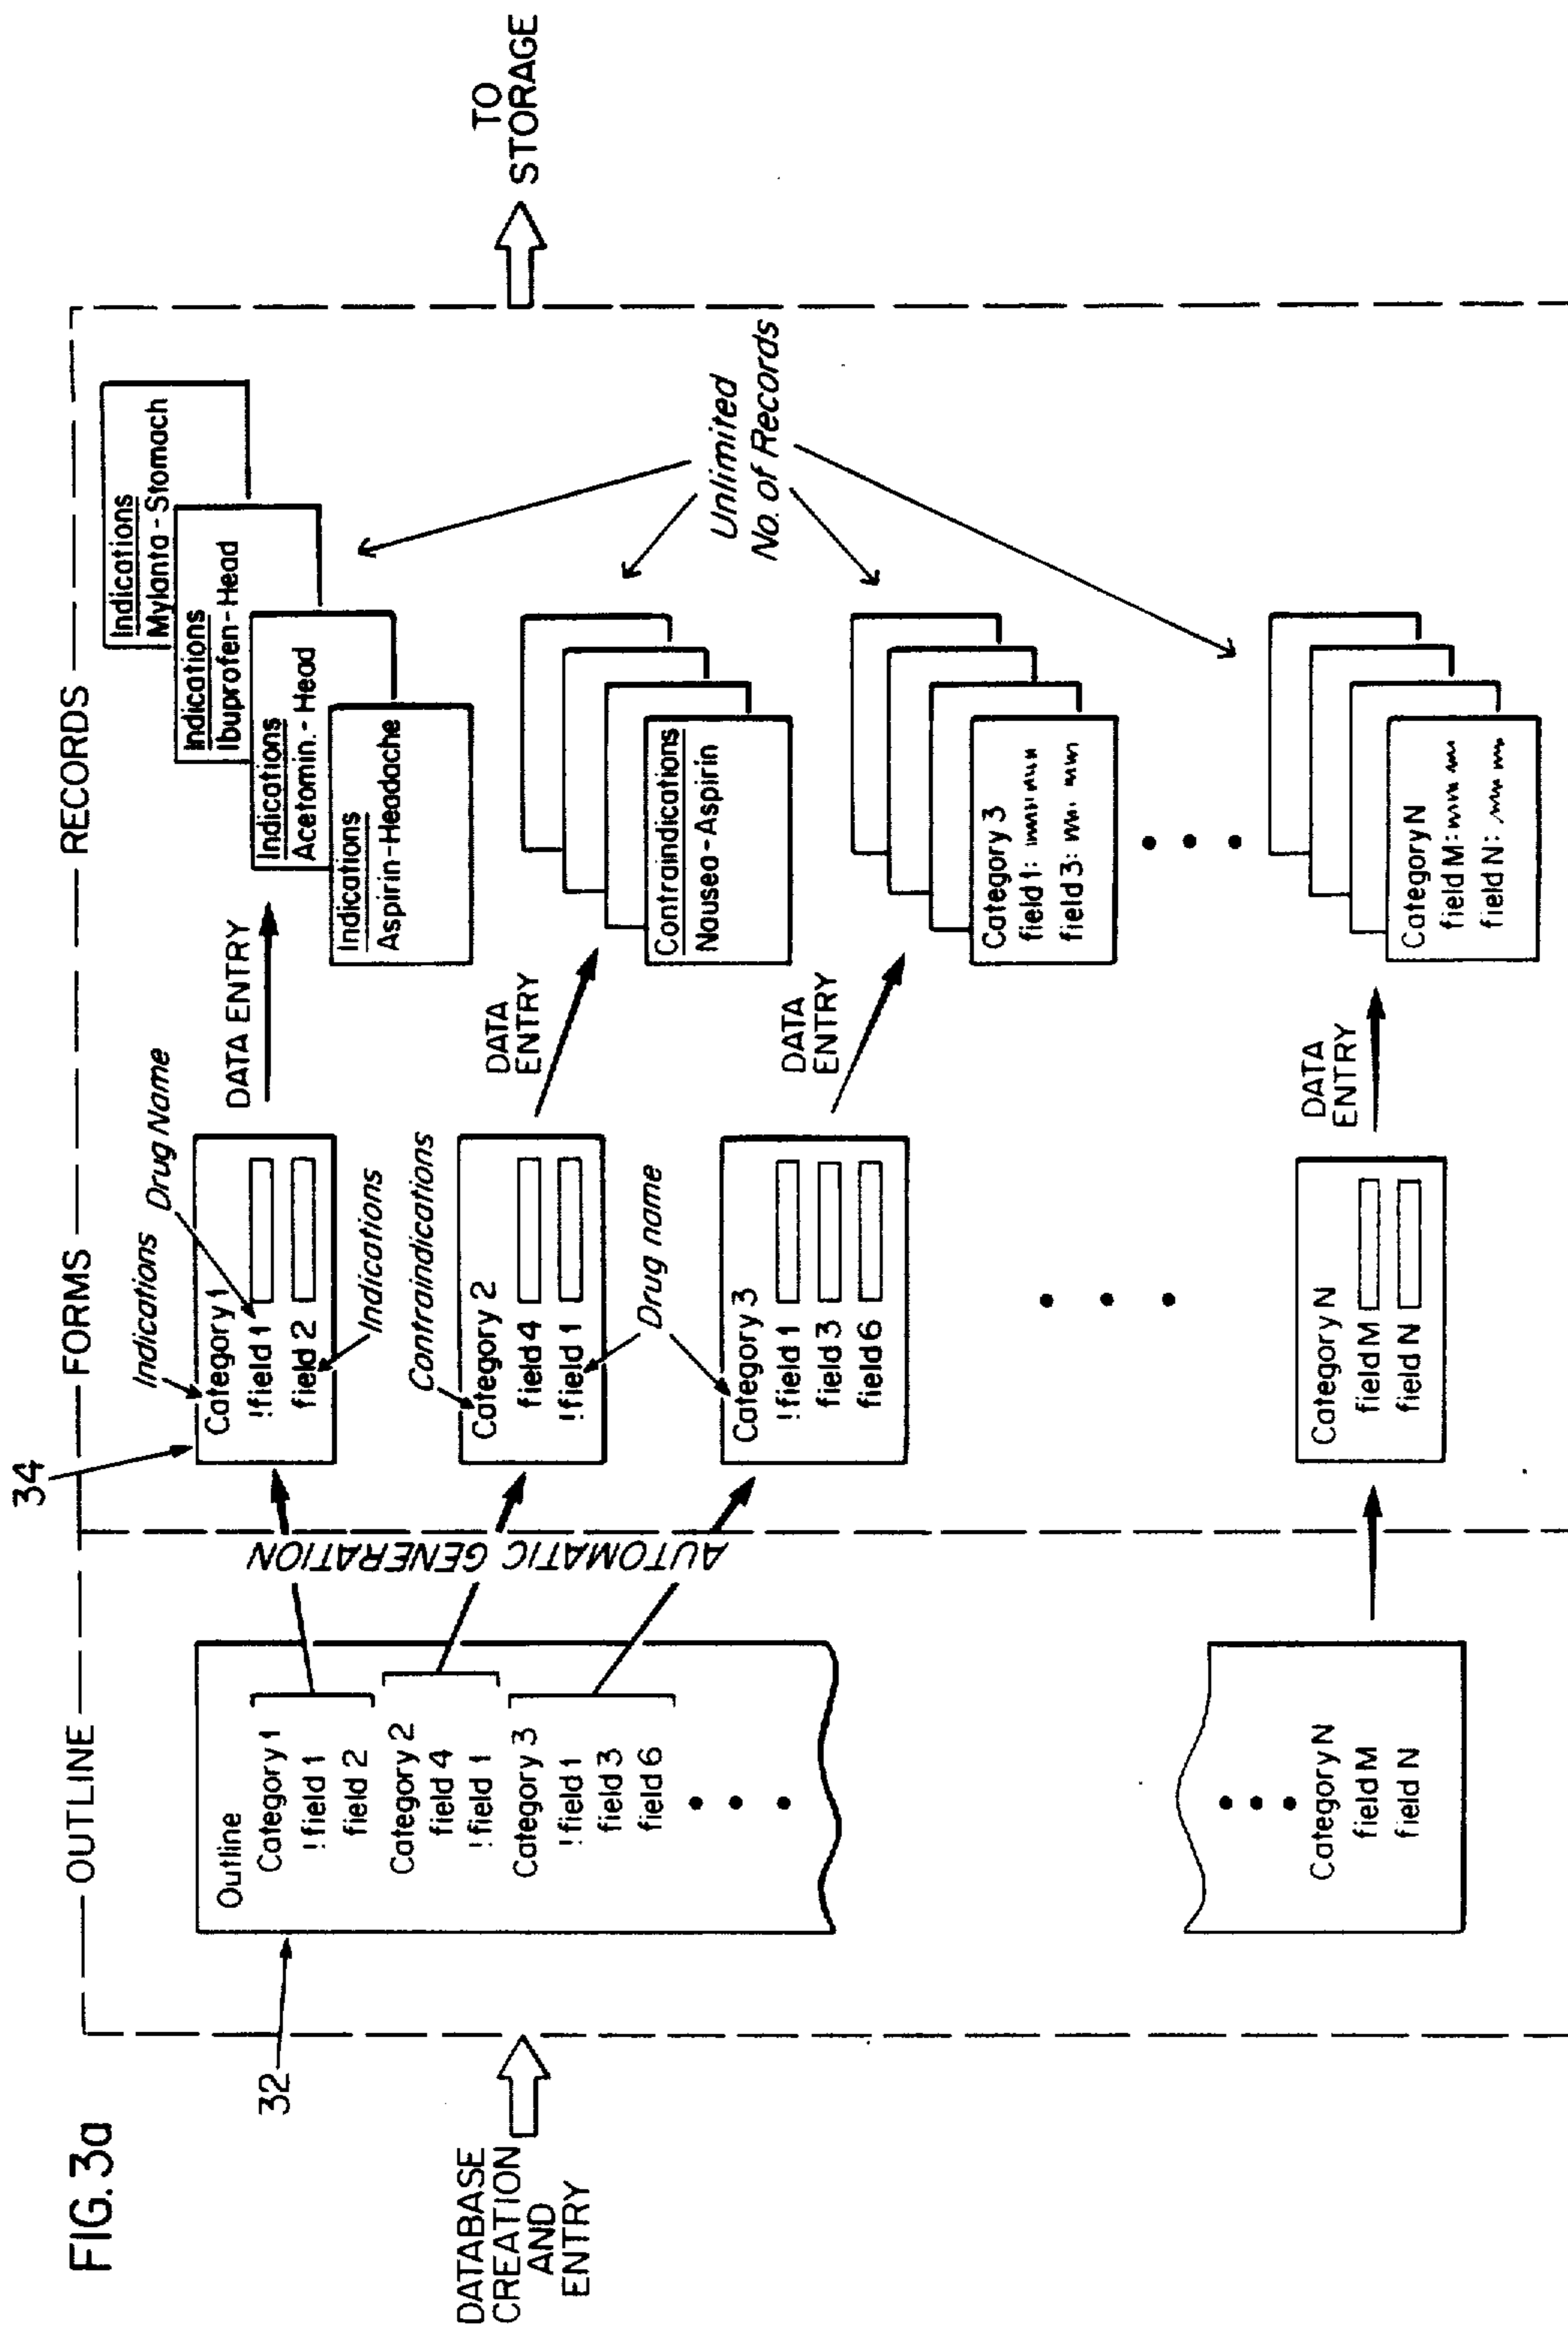 FIG. 3a
DATABASE
CREATION
AND
ENTRY
OUTLINE
32
Outline
Category 1
!field 1
field 2
Category 2
field 4
!field 1
Category 3
!field 1
field 3
field 6
Category N
field M
field N
AUTOMATIC GENERATION
FORMS
34
Indications
Drug Name
Category 1
!field 1
field 2
Indications
Contraindications
Category 2
field 4
!field 1
Drug name
Category 3
!field 1
field 3
field 6
Category N
field M
field N
DATA ENTRY
DATA
ENTRY
DATA
ENTRY
DATA
ENTRY
RECORDS
Indications
Mylanta-Stomach
Indications
Ibuprofen-Head
Indications
Acetomin.-Head
Indications
Aspirin-Headache
Contraindications
Nausea-Aspirin
Category 3
field 1:
field 3:
Category N
field M:
field N:
Unlimited
No. of Records
TO
STORAGE